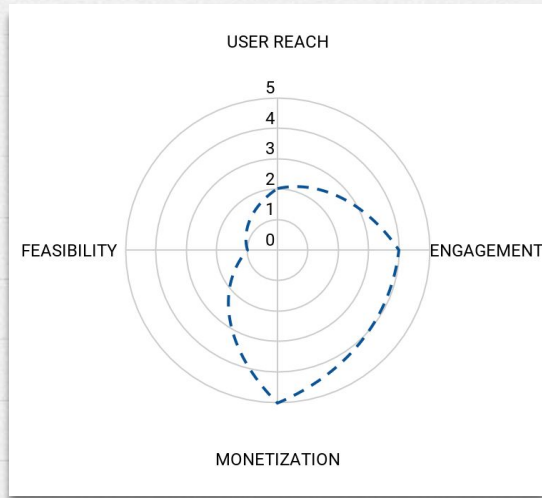 USER REACH
5
4
3
2
1
0
FEASIBILITY
ENGAGEMENT
MONETIZATION